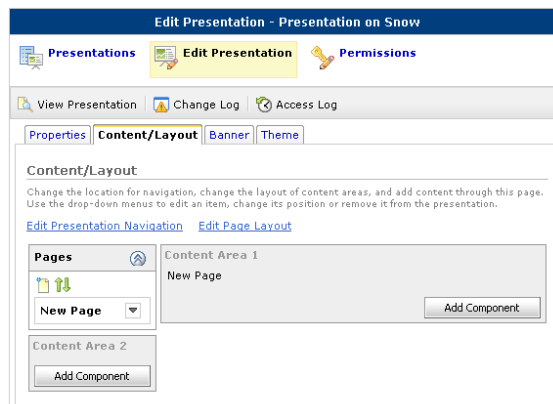 Edit Presentation - Presentation on Snow
Presentations Edit Presentation Permissions
View Presentation Change Log Access Log
Properties Content/Layout Banner Theme
Content/Layout
Change the location for navigation, change the layout of content areas, and add content through this page.
Use the drop-down menus to edit an item, change its position or remove it from the presentation.
Edit Presentation Navigation Edit Page Layout
Pages
New Page
Content Area 1
New Page
Add Component
Content Area 2
Add Component